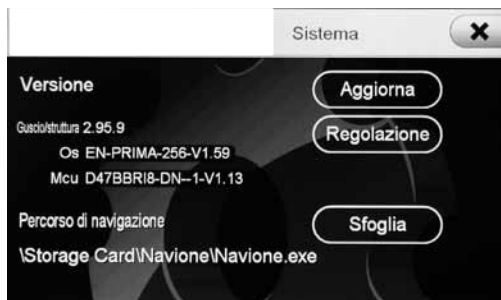 Sistema
Versione
Aggiorna
Guscio/struttura 2.95.9
Regolazione
Os EN-PRIMA-256-V1.59
Mcu D47BBRI8-DN--1-V1.13
Percorso di navigazione
Sfoglia
\Storage Card\Navione\Navione.exe